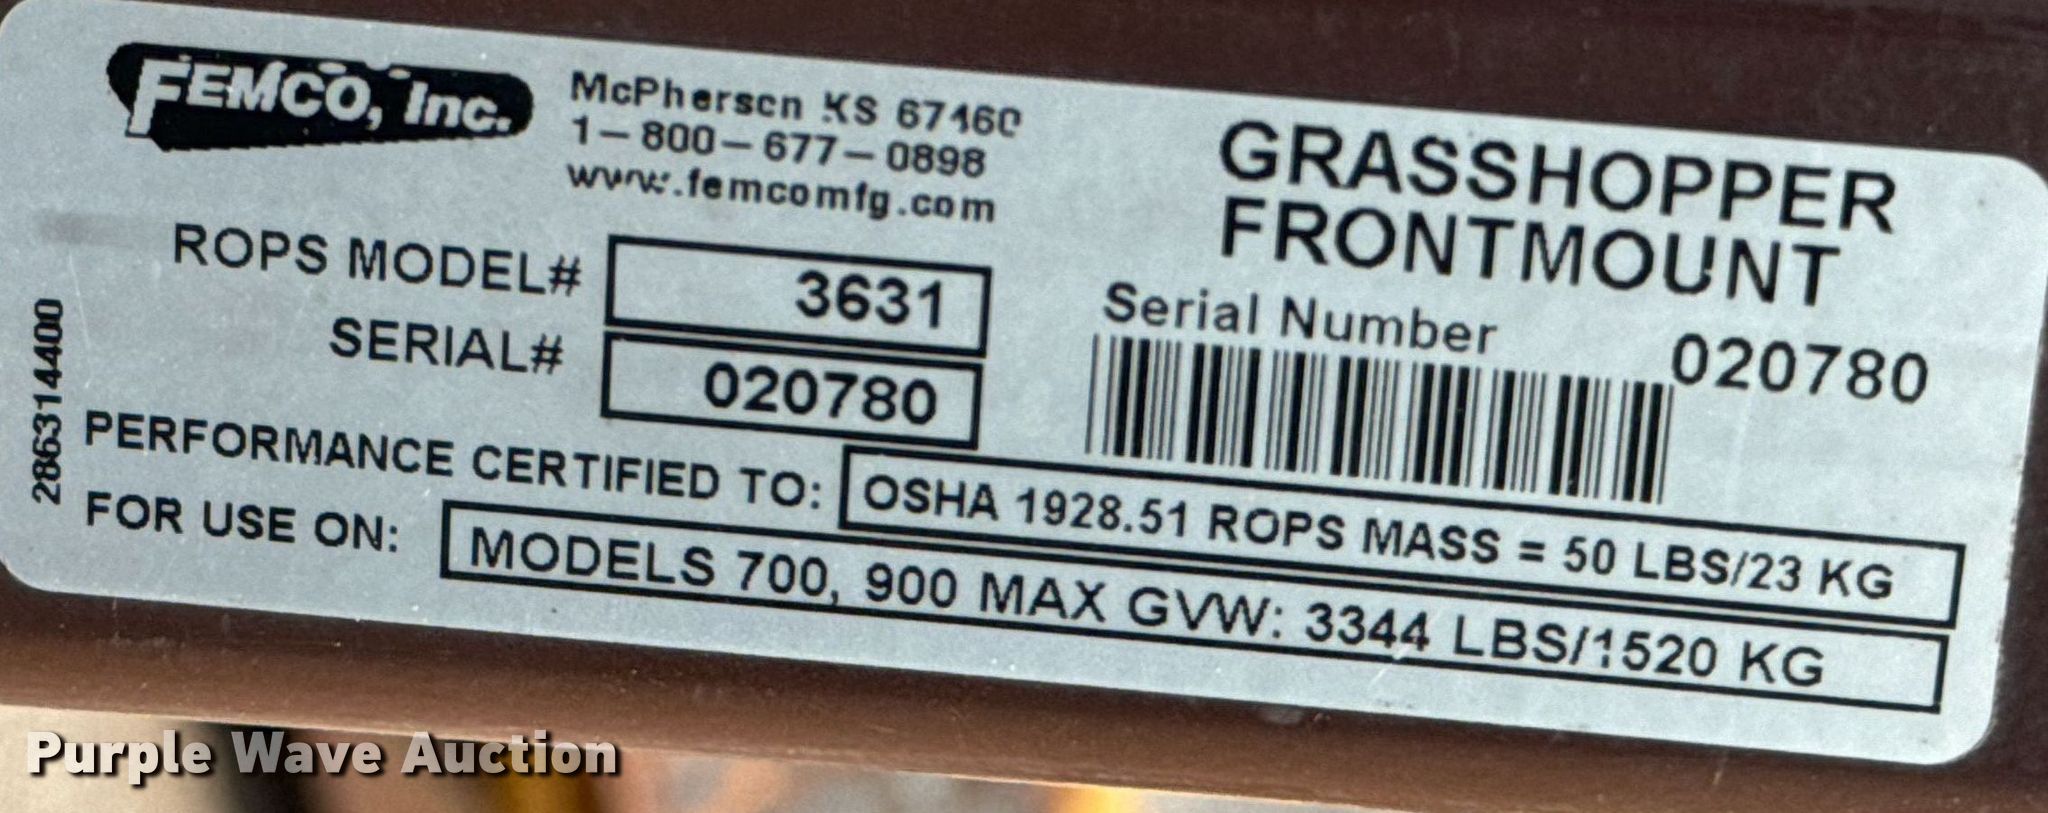 FEMCO, Inc.
McPherson KS 67460
1-800-677-0898
www.femcomfg.com
GRASSHOPPER
FRONTMOUNT
ROPS MODEL# 3631
SERIAL# 020780
Serial Number
020780
PERFORMANCE CERTIFIED TO: OSHA 1928.51 ROPS MASS = 50 LBS/23 KG
FOR USE ON: MODELS 700, 900 MAX GVW: 3344 LBS/1520 KG
286314400
Purple Wave Auction